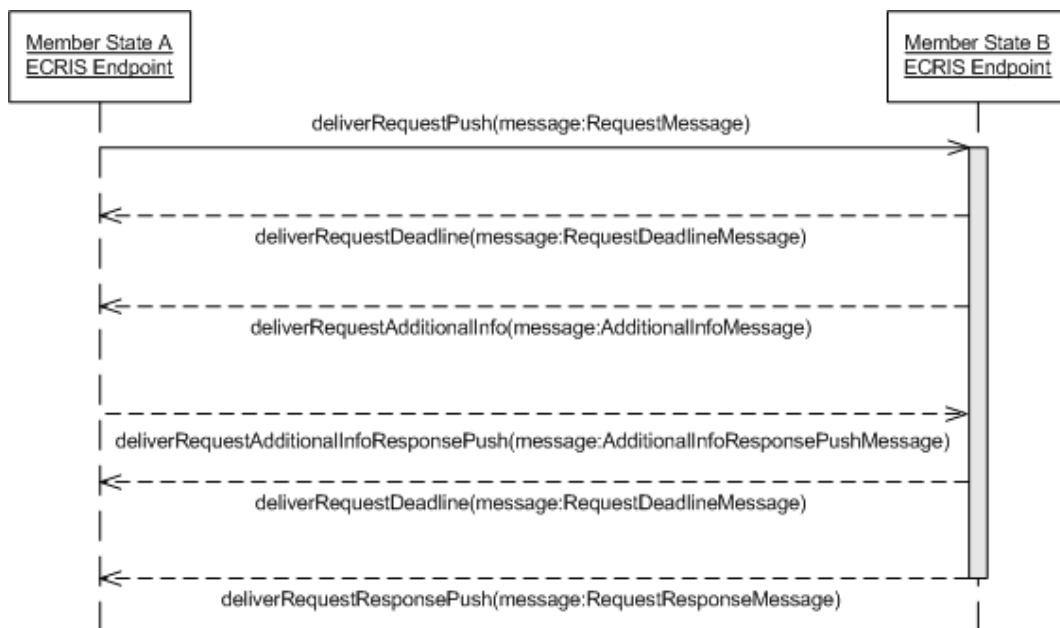 Member State A
ECRIS Endpoint
Member State B
ECRIS Endpoint
deliverRequestPush(message:RequestMessage)
deliverRequestDeadline(message:RequestDeadlineMessage)
deliverRequestAdditionalInfo(message:AdditionalInfoMessage)
deliverRequestAdditionalInfoResponsePush(message:AdditionalInfoResponsePushMessage)
deliverRequestDeadline(message:RequestDeadlineMessage)
deliverRequestResponsePush(message:RequestResponseMessage)